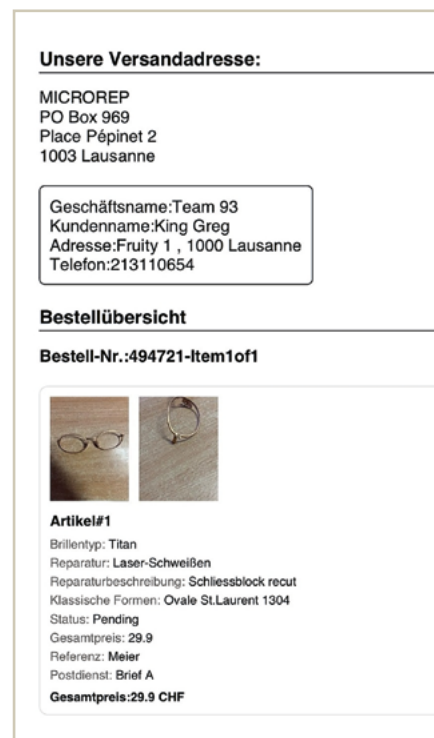 Unsere Versandadresse:
MICROREP
PO Box 969
Place Pépinet 2
1003 Lausanne
Geschäftsname:Team 93
Kundenname:King Greg
Adresse:Fruity 1 , 1000 Lausanne
Telefon:213110654
Bestellübersicht
Bestell-Nr.:494721-Item1of1
Artikel#1
Brillentyp: Titan
Reparatur: Laser-Schweißen
Reparaturbeschreibung: Schliessblock recut
Klassische Formen: Ovale St.Laurent 1304
Status: Pending
Gesamtpreis: 29.9
Referenz: Meier
Postdienst: Brief A
Gesamtpreis:29.9 CHF